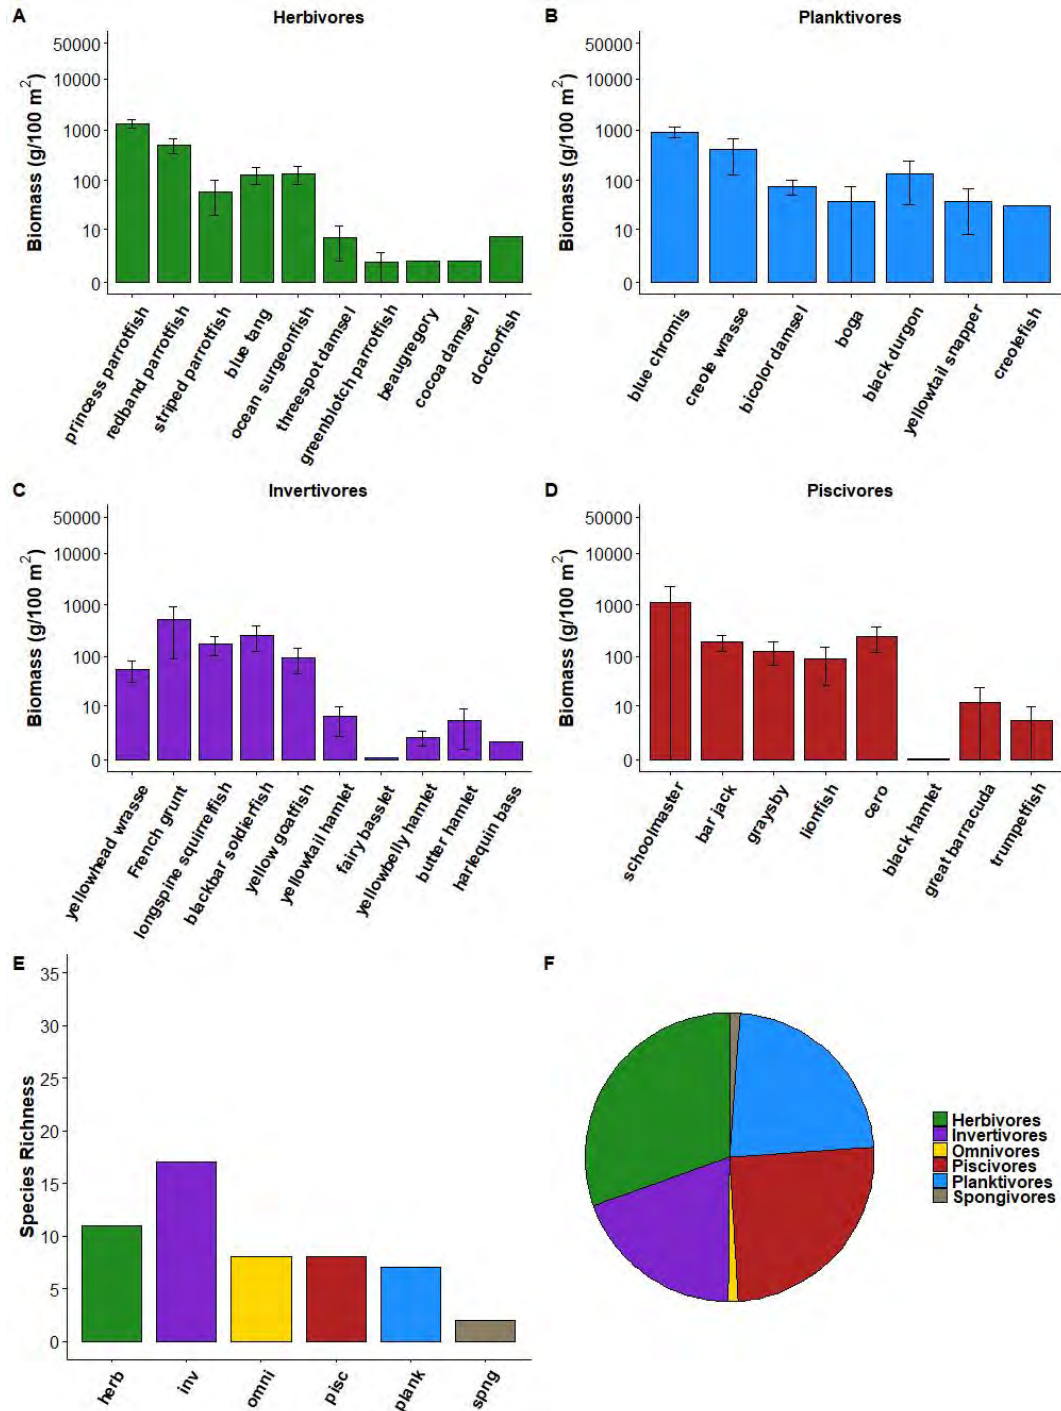 A
Herbivores
Biomass (g/100 m²)
50000
10000
1000
100
10
0
princess parrotfish
redband parrotfish
striped parrotfish
blue tang
ocean surgeonfish
threespot damsel
greenblotch parrotfish
beaugregory
cocoa damsel
doctorfish
B
Planktivores
Biomass (g/100 m²)
50000
10000
1000
100
10
0
blue chromis
creole wrasse
bicolor damsel
boga
black durgon
yellowtail snapper
creolefish
C
Invertivores
Biomass (g/100 m²)
50000
10000
1000
100
10
0
yellowhead wrasse
French grunt
longspine squirrelfish
blackbar soldierfish
yellow goatfish
yellowtail hamlet
fairy basslet
yellowbelly hamlet
butter hamlet
harlequin bass
D
Piscivores
Biomass (g/100 m²)
50000
10000
1000
100
10
0
schoolmaster
bar jack
graysby
lionfish
cero
black hamlet
great barracuda
trumpetfish
E
Species Richness
35
30
25
20
15
10
5
0
herb
inv
omni
pisc
plank
spng
F
Herbivores
Invertivores
Omnivores
Piscivores
Planktivores
Spongivores